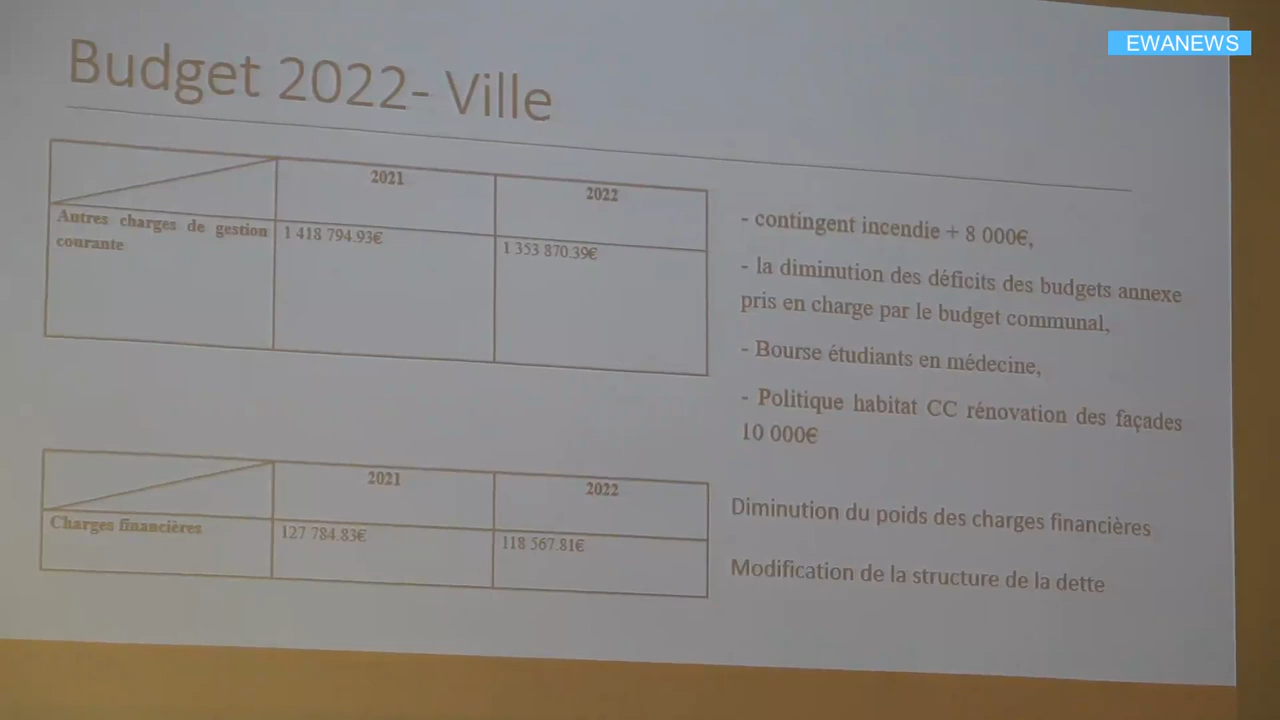 EWANEWS
Budget 2022- Ville
2021
2022
Autres charges de gestion
courante
1 418 794.93€
1 353 870.39€
- contingent incendie + 8 000€,
- la diminution des déficits des budgets annexe
pris en charge par le budget communal,
- Bourse étudiants en médecine,
- Politique habitat CC rénovation des façades
10 000€
2021
2022
Charges financières
127 784.83€
118 567.81€
Diminution du poids des charges financières
Modification de la structure de la dette